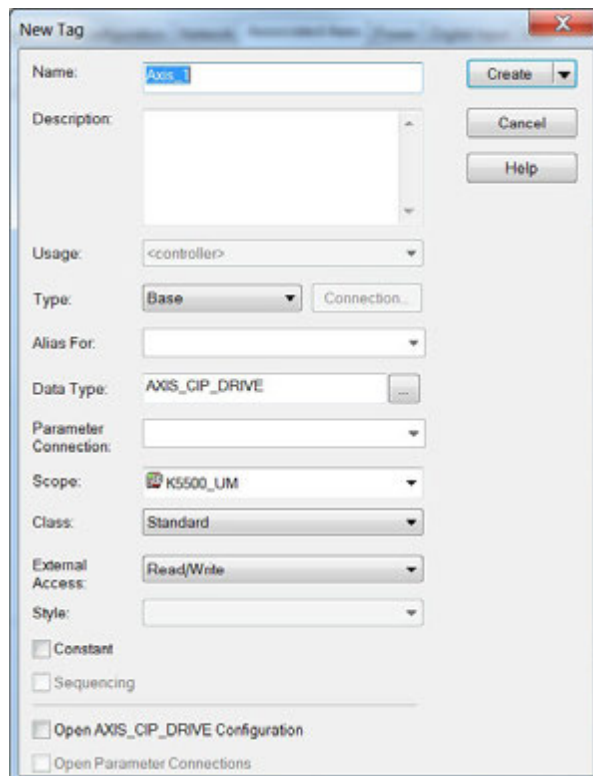 New Tag
Name:
Axis_1
Create
Description:
Cancel
Help
Usage:
<controller>
Type:
Base
Connection...
Alias For:
Data Type:
AXIS_CIP_DRIVE
...
Parameter
Connection:
Scope:
K5500_UM
Class:
Standard
External
Access:
Read/Write
Style:
Constant
Sequencing
Open AXIS_CIP_DRIVE Configuration
Open Parameter Connections